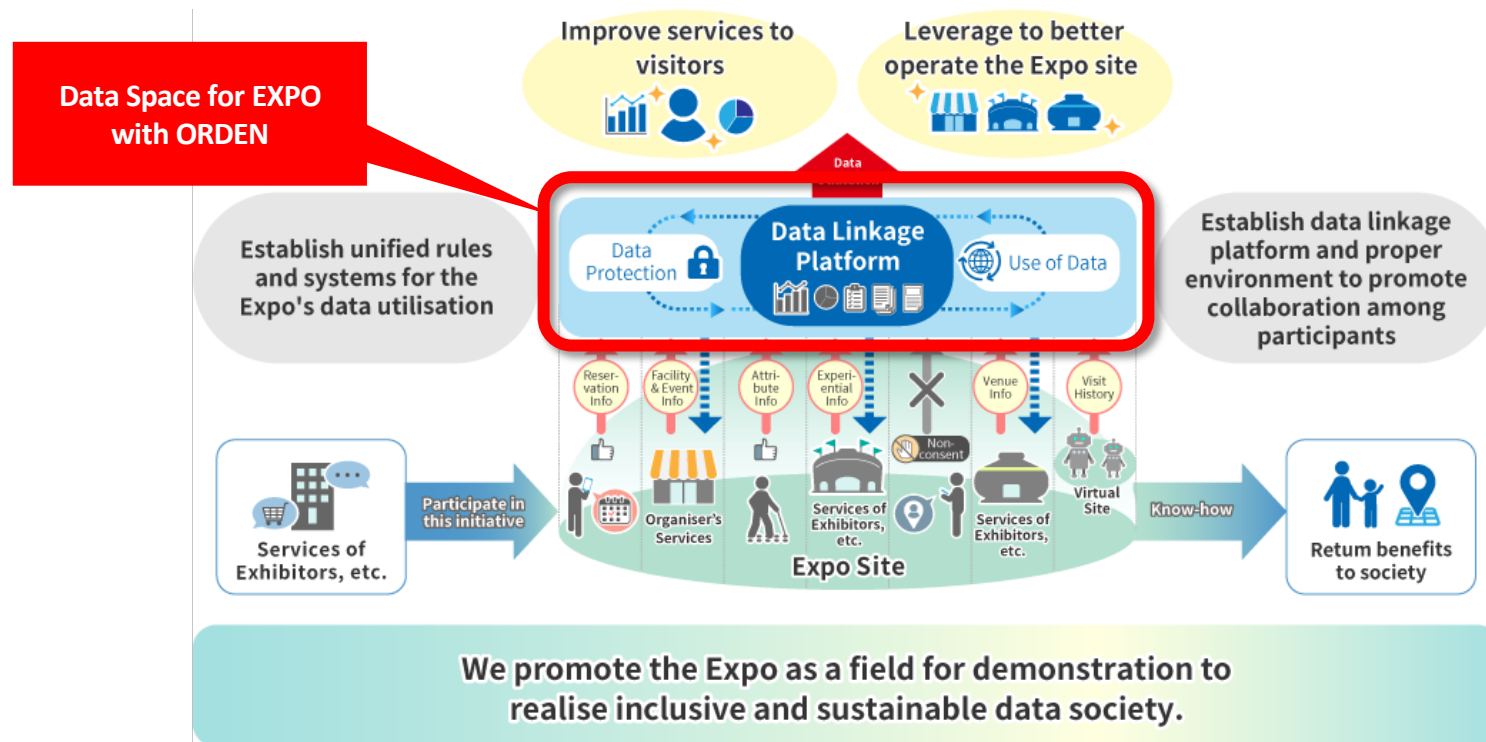 Improve services to
visitors
Leverage to better
operate the Expo site
Data Space for EXPO
with ORDEN
Data
Establish unified rules
and systems for the
Expo's data utilisation
Data
Protection
Data Linkage
Platform
Use of Data
Establish data linkage
platform and proper
environment to promote
collaboration among
participants
Reser-
vation
Info
Facility
& Event
Info
Attri-
bute
Info
Experi-
ential
Info
Venue
Info
Visit
History
Non-
consent
Services of
Exhibitors, etc.
Participate in
this initiative
Organiser's
Services
Services of
Exhibitors,
etc.
Services of
Exhibitors,
etc.
Virtual
Site
Expo Site
Know-how
Retum benefits
to society
We promote the Expo as a field for demonstration to
realise inclusive and sustainable data society.